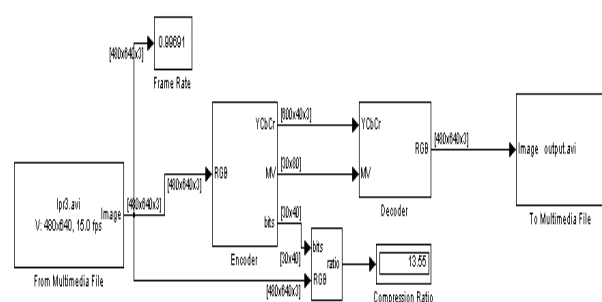 [480x640x3]
0.99691
Frame Rate
lpr3.avi
V: 480x640, 15.0 fps
Image
From Multimedia File
[480x640x3]
[480x640x3]
RGB
YCbCr
MV
bits
Encoder
[600x40x3]
[30x80]
[30x40]
[30x40]
YCbCr
RGB
MV
Decoder
[480x640x3]
Image output.avi
To Multimedia File
bits
ratio
RGB
[480x640x3]
13.55
Compression Ratio